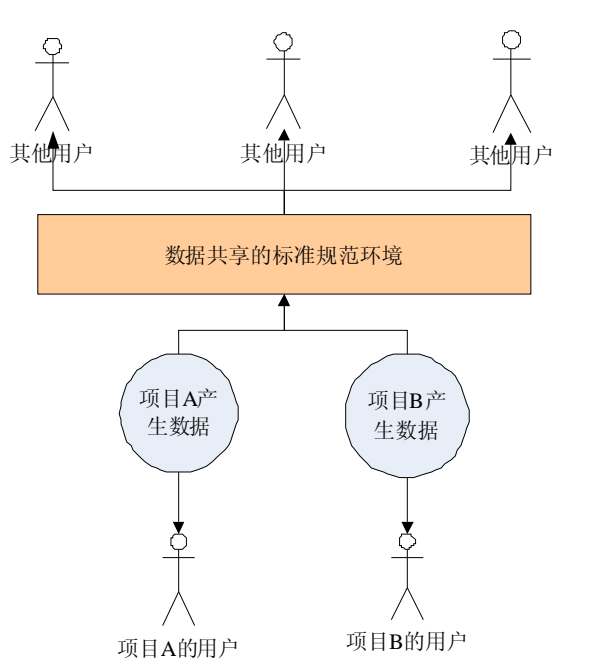 其他用户
其他用户
其他用户
数据共享的标准规范环境
项目A产
生数据
项目B产
生数据
项目A的用户
项目B的用户